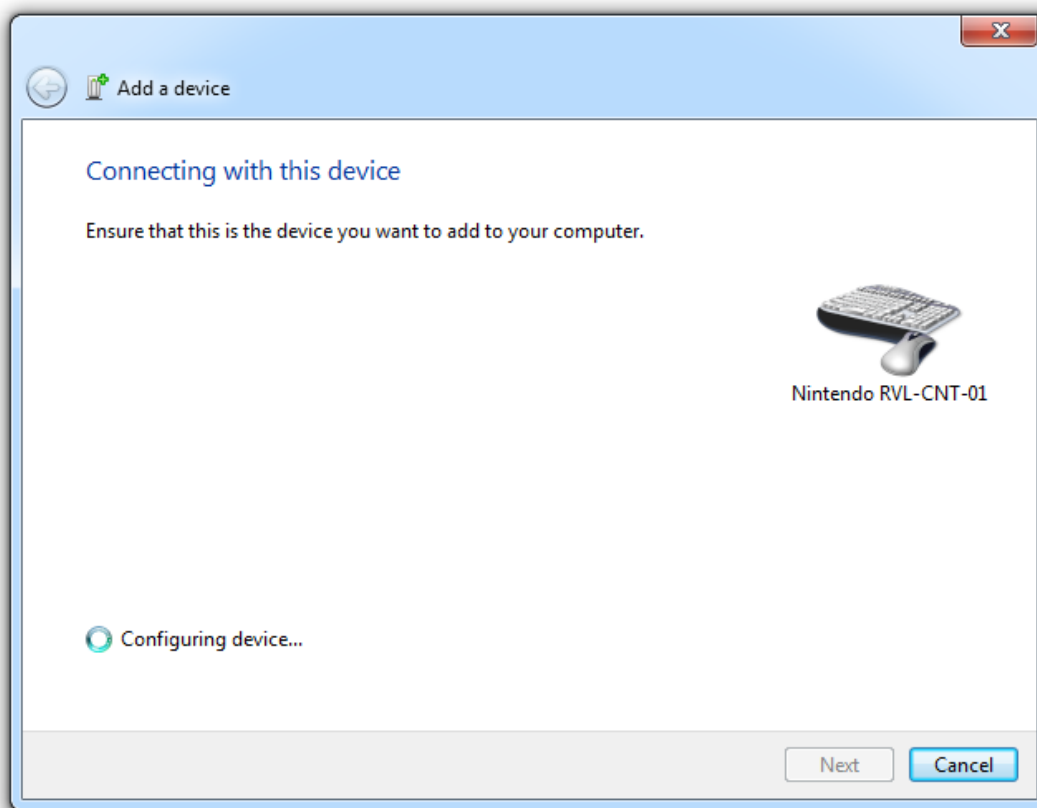 Add a device
Connecting with this device
Ensure that this is the device you want to add to your computer.
Nintendo RVL-CNT-01
Configuring device...
Next
Cancel